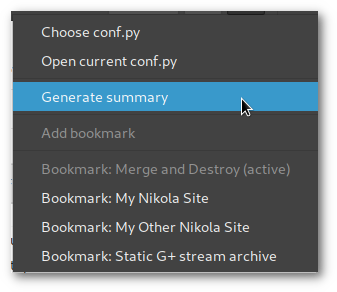 Choose conf.py
Open current conf.py
Generate summary
Add bookmark
Bookmark: Merge and Destroy (active)
Bookmark: My Nikola Site
Bookmark: My Other Nikola Site
Bookmark: Static G+ stream archive